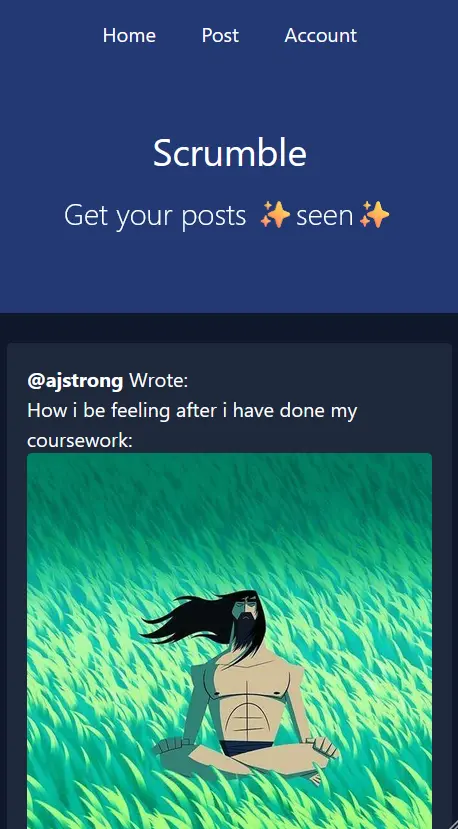 Home Post Account
Scrumble
Get your posts ✨seen✨
@ajstrong Wrote:
How i be feeling after i have done my
coursework: